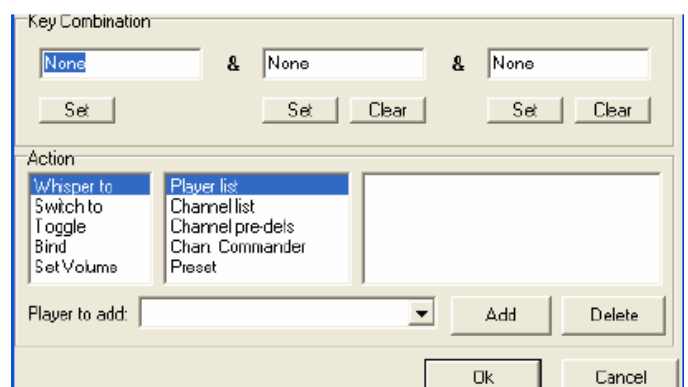 Key Combination
None & None & None
Set Set Clear Set Clear
Action
Whisper to Player list
Switch to Channel list
Toggle Channel pre-defs
Bind Chan. Commander
Set Volume Preset
Player to add: Add Delete
Ok Cancel